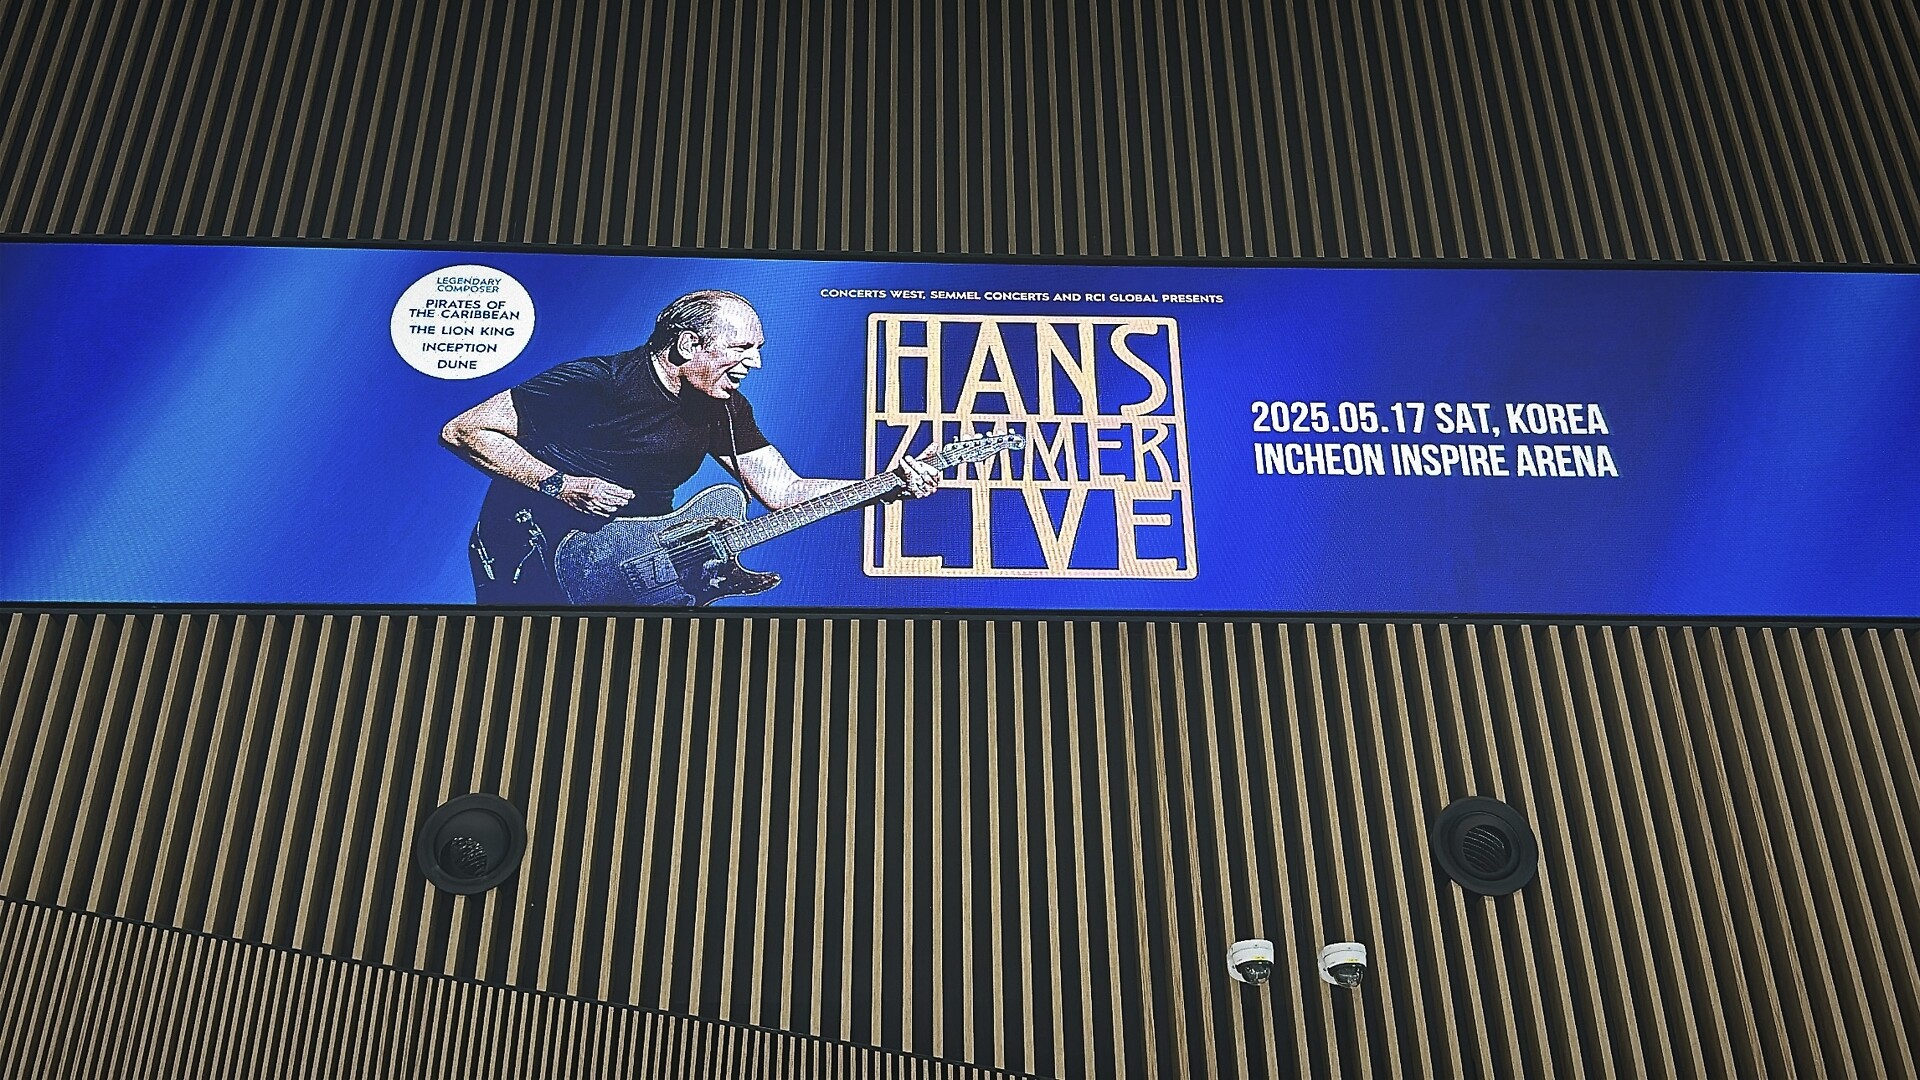 LEGENDARY
COMPOSER
PIRATES OF
THE CARIBBEAN
THE LION KING
INCEPTION
DUNE
CONCERTS WEST, SEMMEL CONCERTS AND RCI GLOBAL PRESENTS
HANS
ZIMMER
LIVE
2025.05.17 SAT, KOREA
INCHEON INSPIRE ARENA